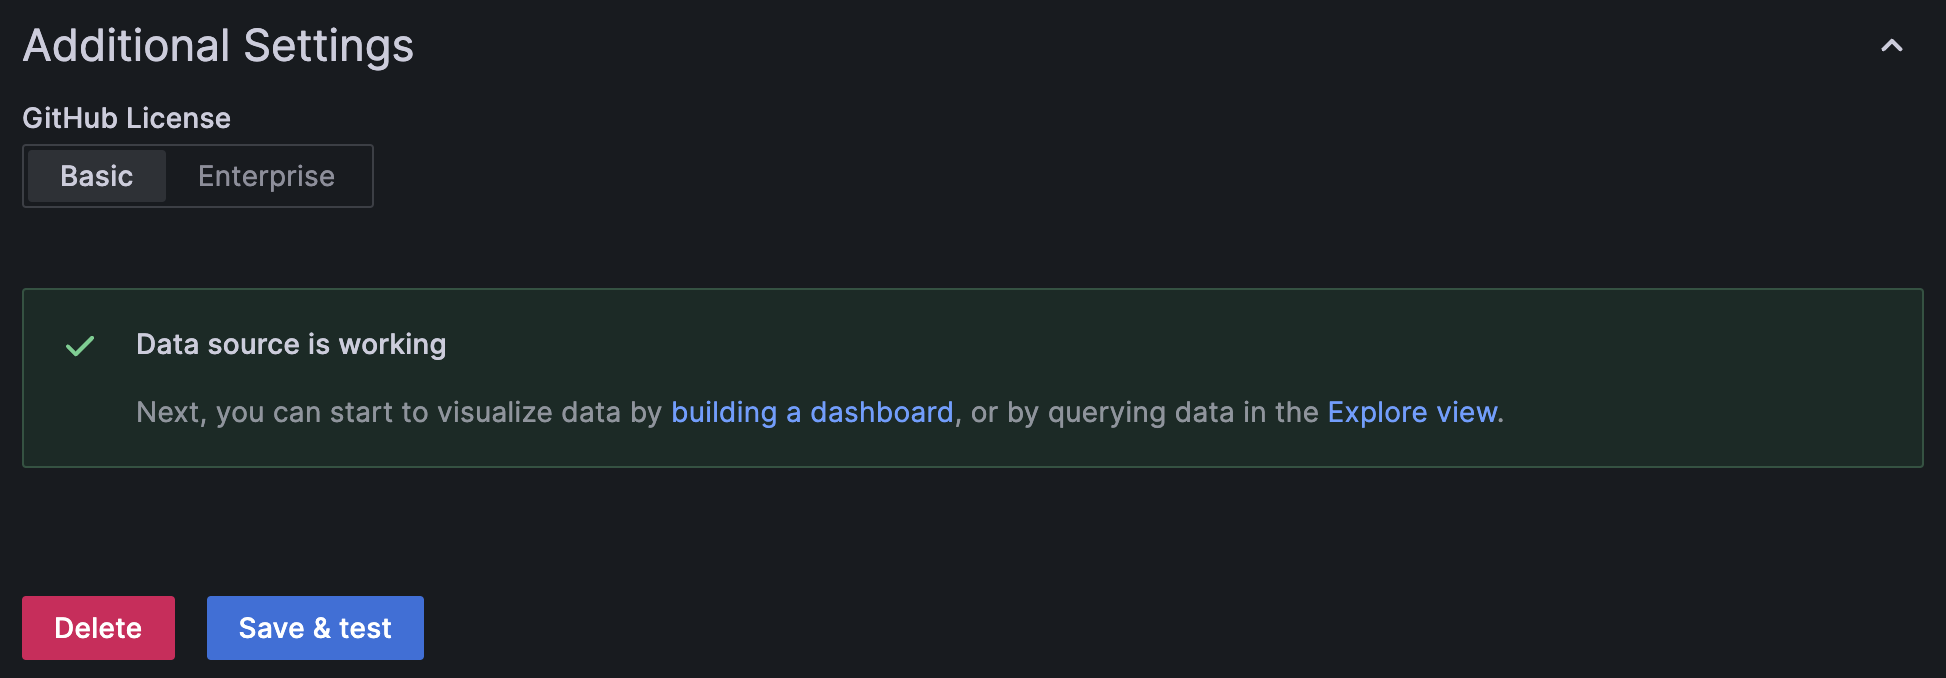 Additional Settings
GitHub License
Basic Enterprise
Data source is working
Next, you can start to visualize data by building a dashboard, or by querying data in the Explore view.
Delete Save & test